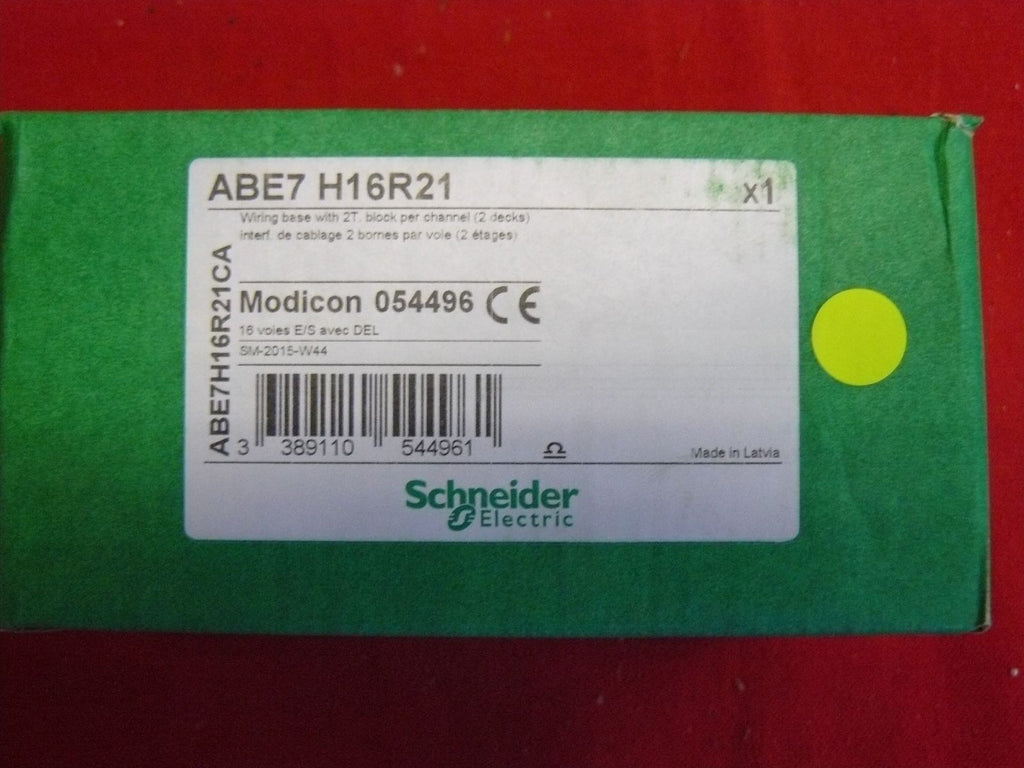 ABE7 H16R21 x1
Wiring base with 2T. block per channel (2 decks)
Interf. de cablage 2 bornes par voie (2 étages)
ABE7H16R21CA
Modicon 054496 CE
16 voies E/S avec DEL
SM-2015-W44
3 389110 544961
Made in Latvia
Schneider
Electric